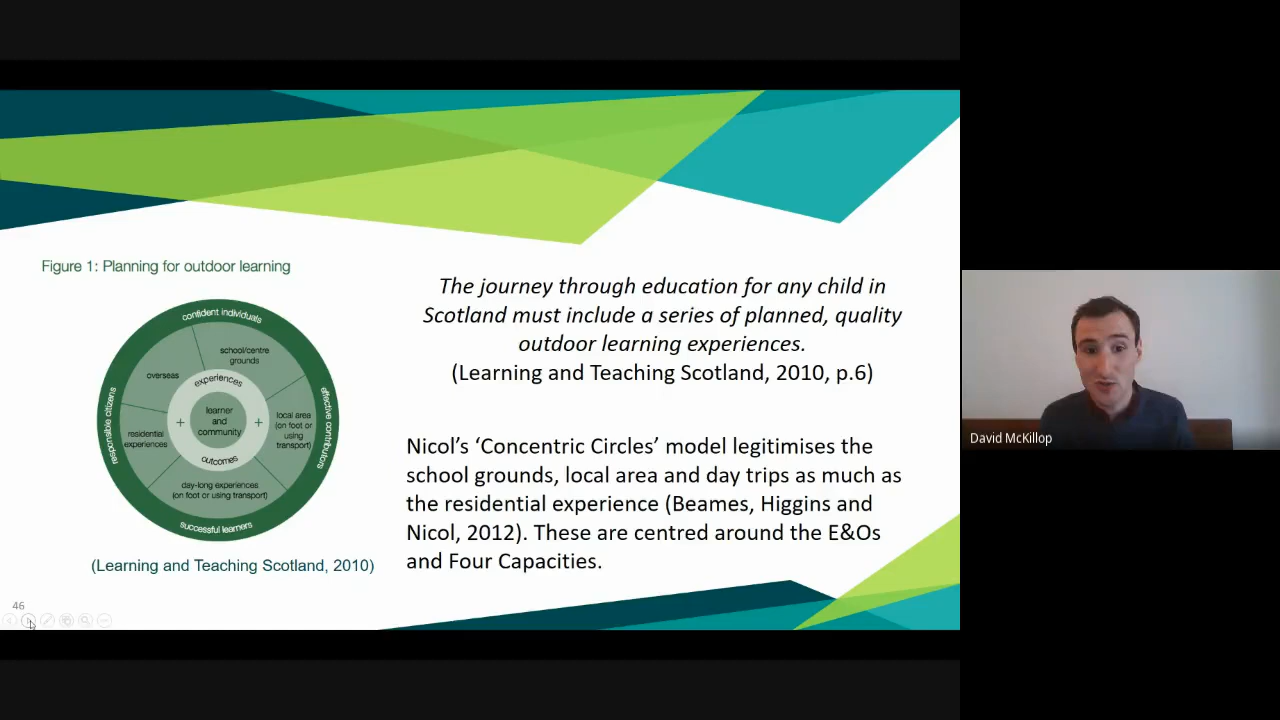 Figure 1: Planning for outdoor learning
confident individuals
school/centre
grounds
overseas
experiences
responsible citizens
effective contributors
learner
and
community
+
+
local area
(on foot or
using
transport)
residential
experiences
outcomes
day-long experiences
(on foot or using transport)
successful learners
(Learning and Teaching Scotland, 2010)
The journey through education for any child in
Scotland must include a series of planned, quality
outdoor learning experiences.
(Learning and Teaching Scotland, 2010, p.6)
Nicol’s ‘Concentric Circles’ model legitimises the
school grounds, local area and day trips as much as
the residential experience (Beames, Higgins and
Nicol, 2012). These are centred around the E&Os
and Four Capacities.
46
David McKillop